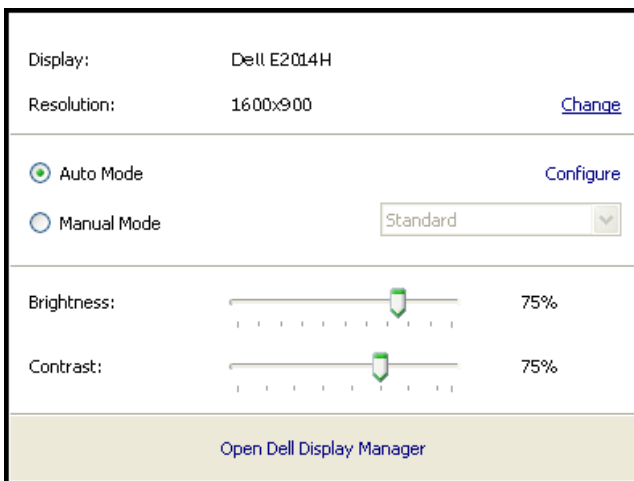 Display: Dell E2014H
Resolution: 1600x900 Change
Auto Mode Configure
Manual Mode Standard
Brightness: 75%
Contrast: 75%
Open Dell Display Manager